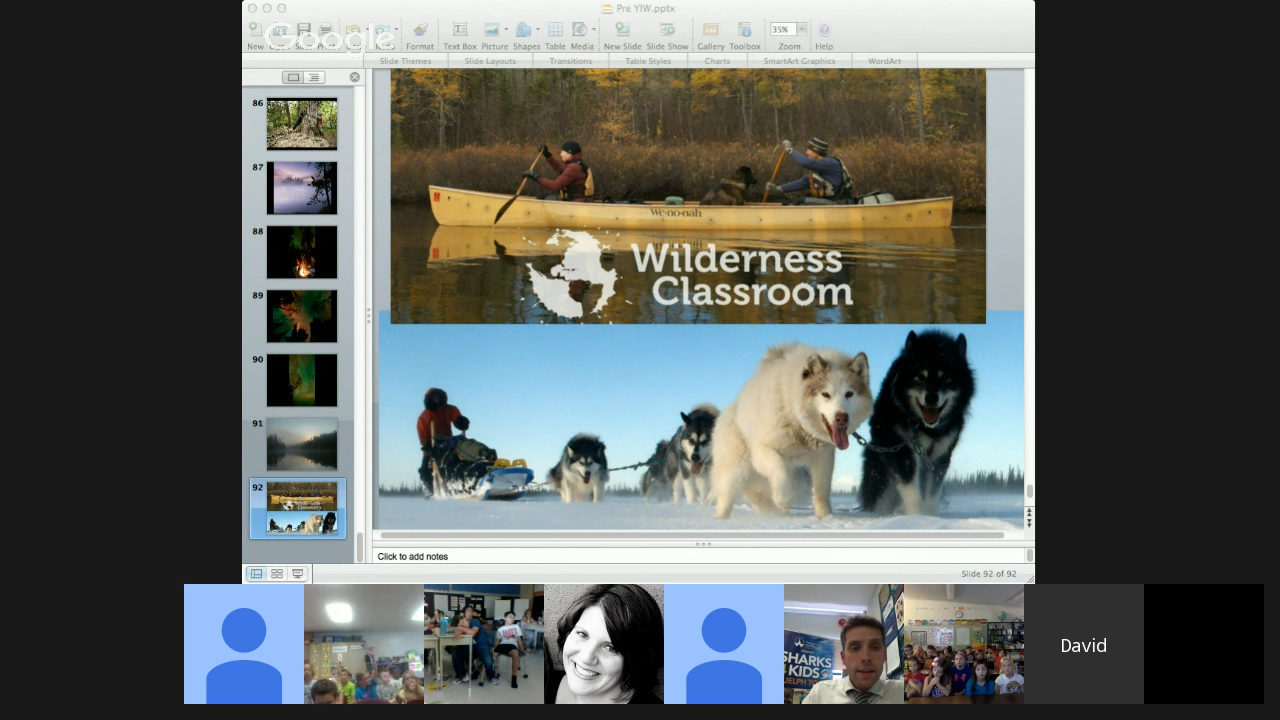 Pre YIW.pptx
Google
New
Format
Text Box
Picture
Shapes
Table
Media
New Slide
Slide Show
35%
Zoom
Gallery
Toolbox
Help
Slide Themes
Slide Layouts
Transitions
Table Styles
Charts
SmartArt Graphics
WordArt
86
87
88
89
90
91
92
We·no·nah
Wilderness
Classroom
Click to add notes
Slide 92 of 92
SHARKS
KIDS
David